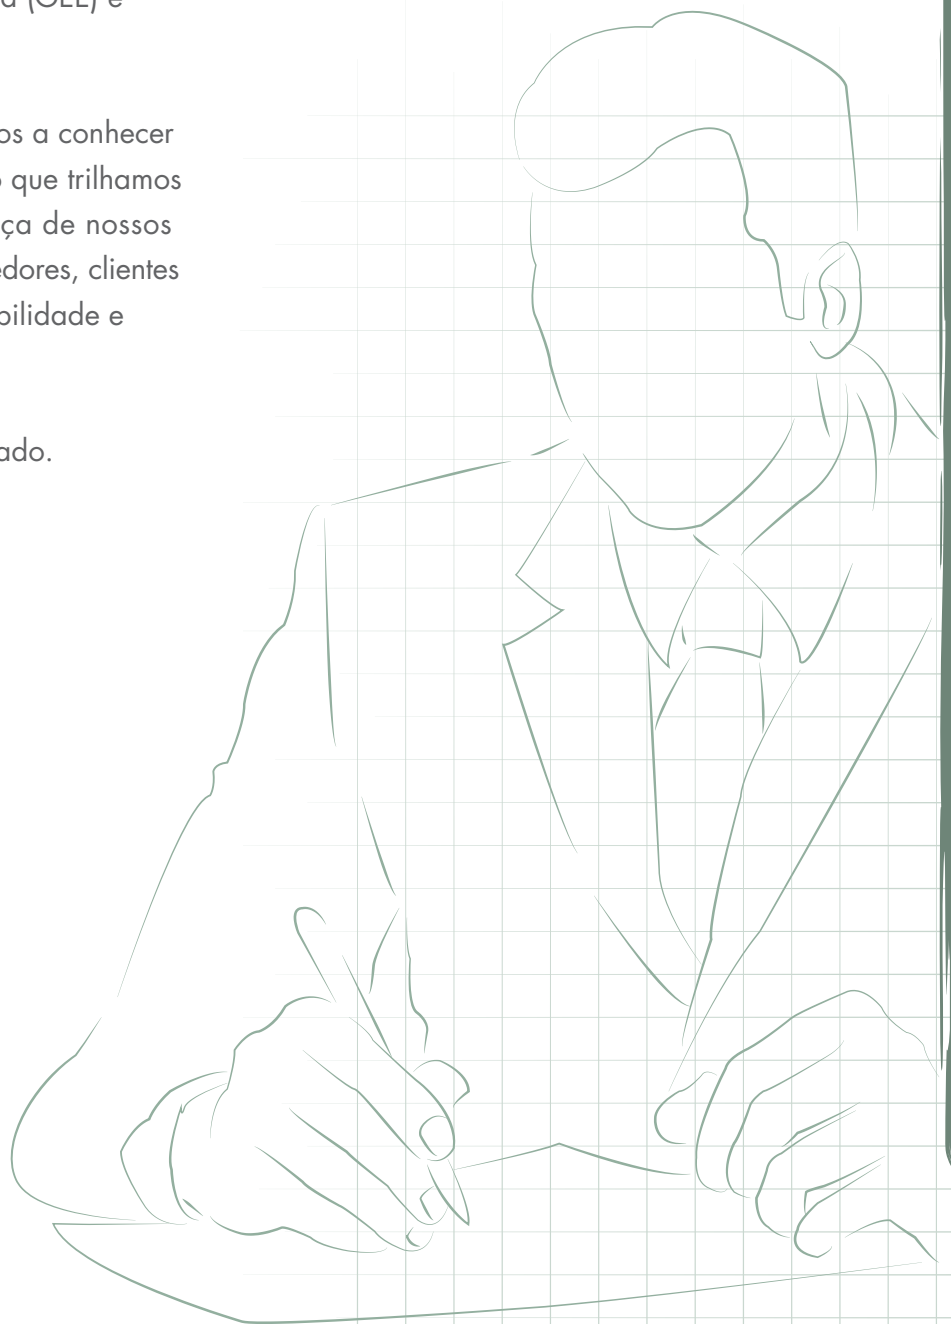 (OEE) e
os a conhecer
que trilhamos
ça de nossos
edores, clientes
bilidade e
ado.